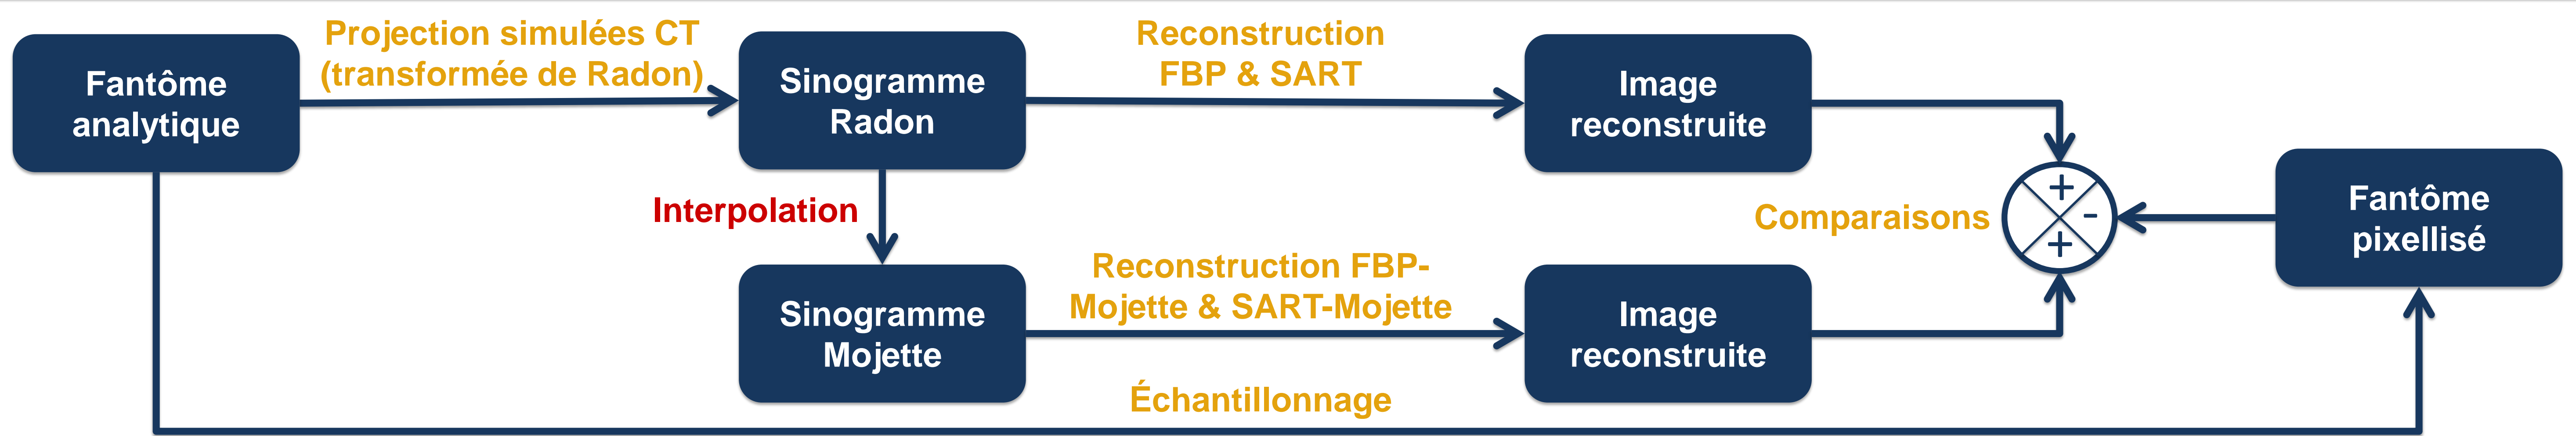 Fantôme
analytique
Projection simulées CT
(transformée de Radon)
Sinogramme
Radon
Reconstruction
FBP & SART
Image
reconstruite
Interpolation
Sinogramme
Mojette
Reconstruction FBP-
Mojette & SART-Mojette
Image
reconstruite
Comparaisons
+
-
+
Fantôme
pixellisé
Échantillonnage